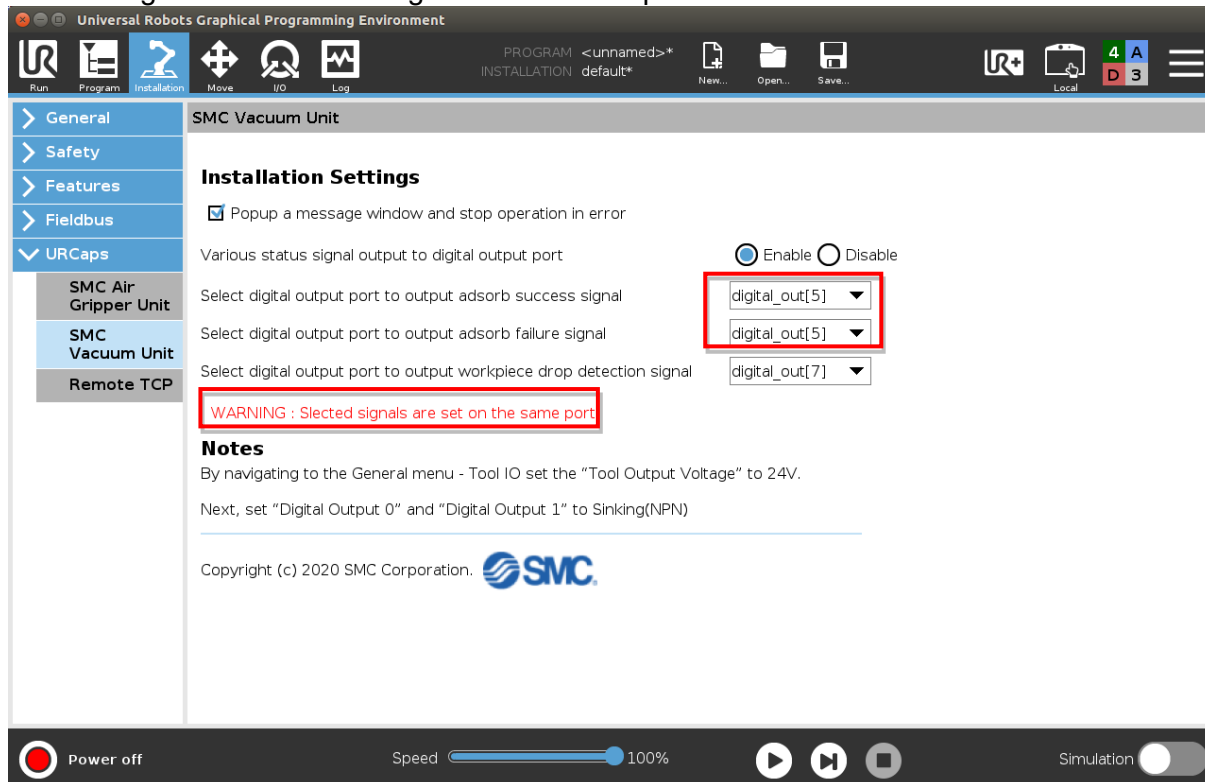 Universal Robots Graphical Programming Environment
PROGRAM <unnamed>*
INSTALLATION default*
Run Program Installation Move I/O Log New... Open... Save... Local
UR+
4 A
D 3
General
SMC Vacuum Unit
Safety
Features
Fieldbus
URCaps
SMC Air
Gripper Unit
SMC
Vacuum Unit
Remote TCP
Installation Settings
Popup a message window and stop operation in error
Various status signal output to digital output port Enable Disable
Select digital output port to output adsorb success signal digital_out[5]
Select digital output port to output adsorb failure signal digital_out[5]
Select digital output port to output workpiece drop detection signal digital_out[7]
WARNING : Slected signals are set on the same port
Notes
By navigating to the General menu - Tool IO set the “Tool Output Voltage” to 24V.
Next, set “Digital Output 0” and “Digital Output 1” to Sinking(NPN)
Copyright (c) 2020 SMC Corporation. SMC.
Power off Speed 100% Simulation